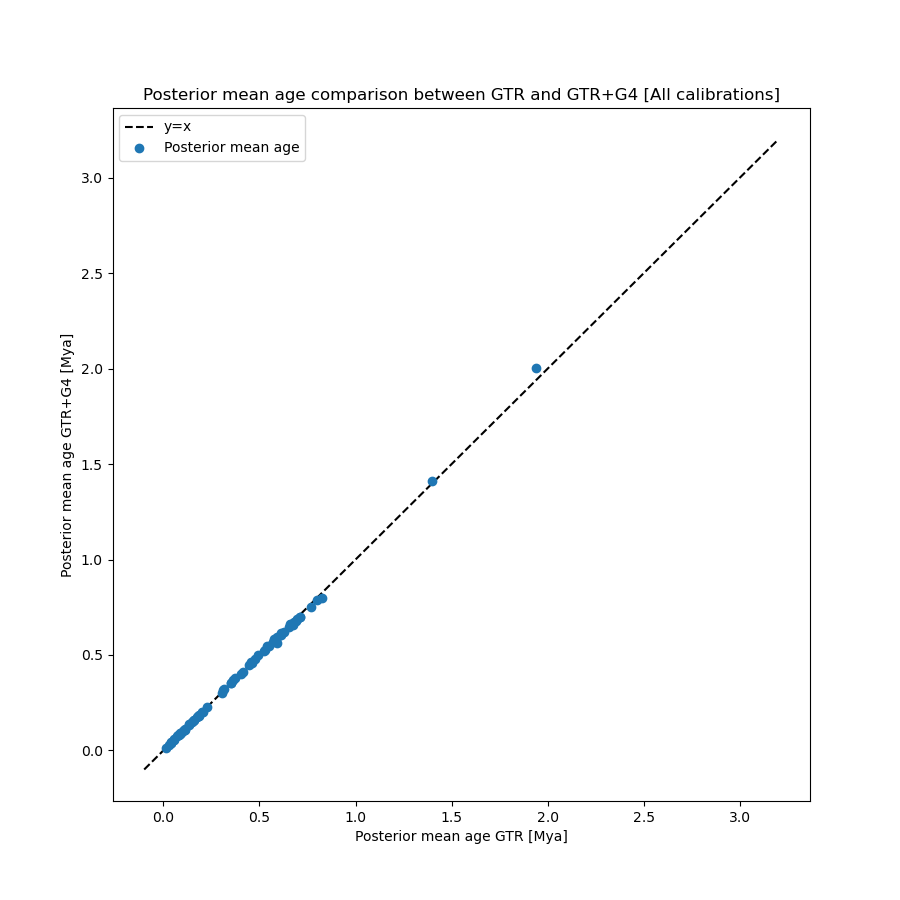 Posterior mean age comparison between GTR and GTR+G4 [All calibrations]
y=x
Posterior mean age
Posterior mean age GTR+G4 [Mya]
3.0
2.5
2.0
1.5
1.0
0.5
0.0
0.0 0.5 1.0 1.5 2.0 2.5 3.0
Posterior mean age GTR [Mya]